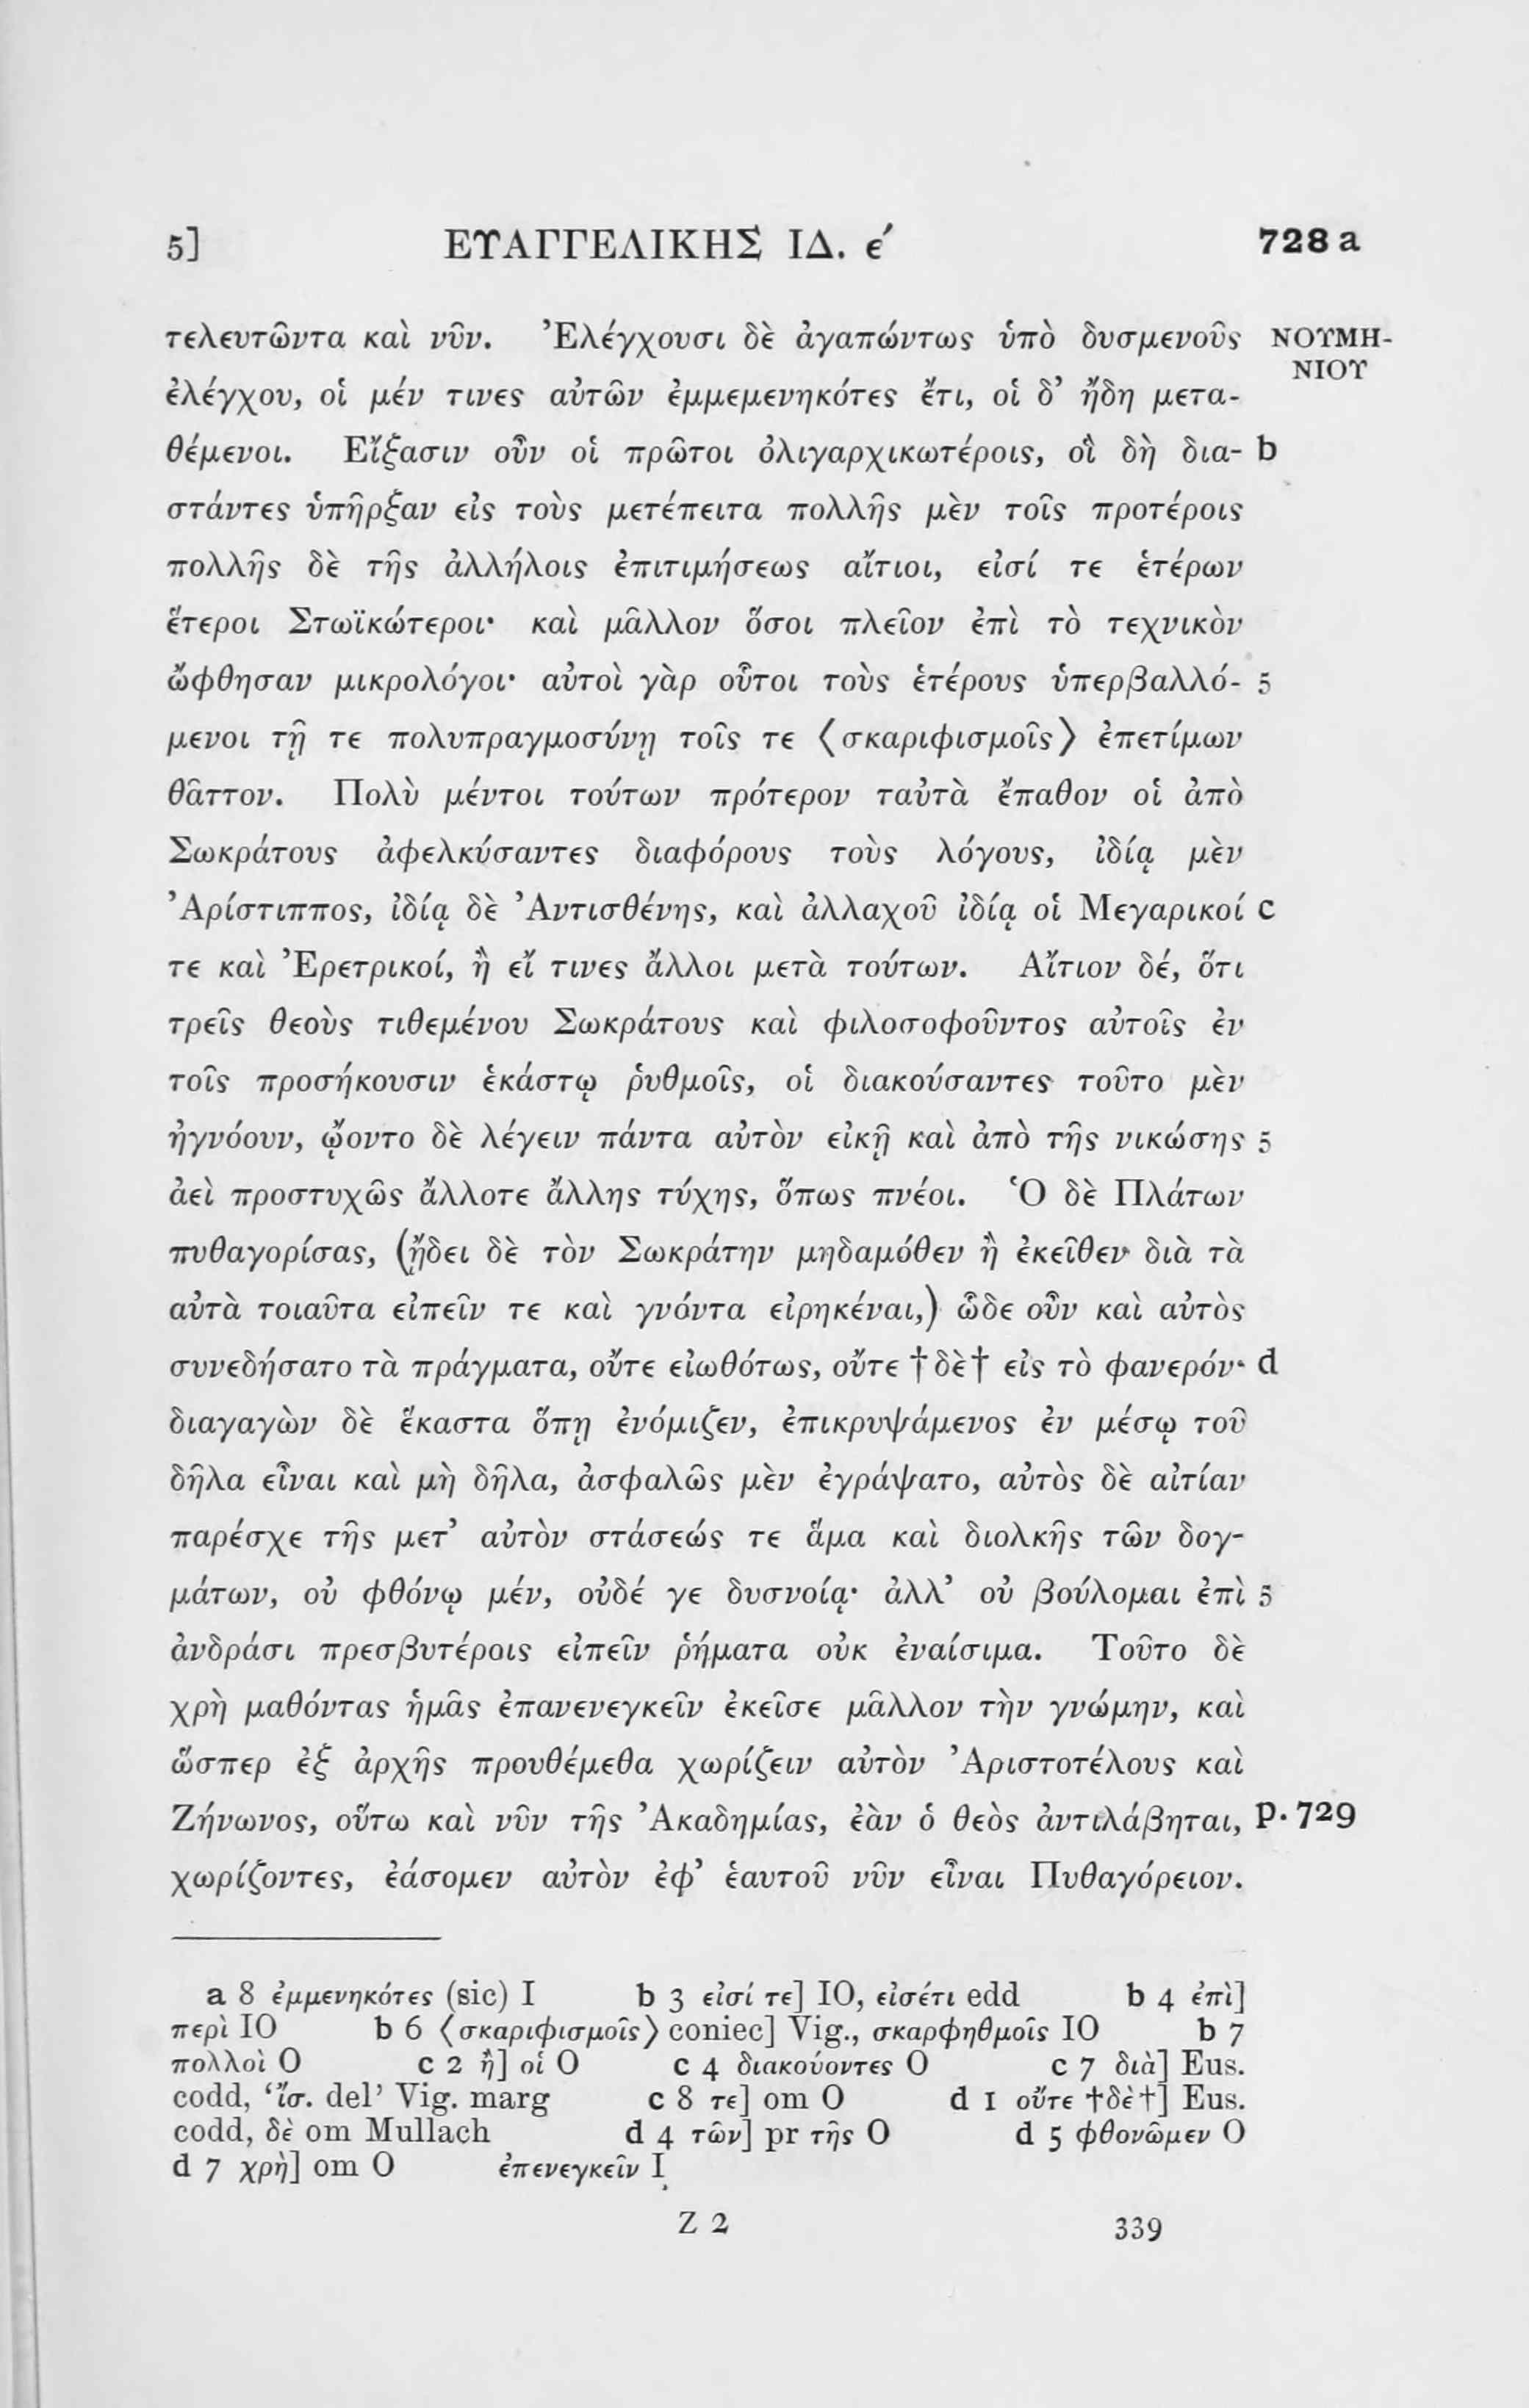 5] ΕΥΑΓΓΕΛΙΚΗΣ ΙΔ. ε´ 728 a
τελευτῶντα καὶ νῦν. Ἐλέγχουσι δὲ ἀγαπώντως ὑπὸ δυσμενοῦς ΝΟΥΜΗ-
ΝΙΟΥ
ἐλέγχου, οἱ μέν τινες αὐτῶν ἐμμεμενηκότες ἔτι, οἱ δ’ ἤδη μετα-
θέμενοι. Εἴξασιν οὖν οἱ πρῶτοι ὀλιγαρχικωτέροις, οἳ δὴ δια- b
στάντες ὑπῆρξαν εἰς τοὺς μετέπειτα πολλῆς μὲν τοῖς προτέροις
πολλῆς δὲ τῆς ἀλλήλοις ἐπιτιμήσεως αἴτιοι, εἰσί τε ἑτέρων
ἕτεροι Στωϊκώτεροι· καὶ μᾶλλον ὅσοι πλεῖον ἐπὶ τὸ τεχνικὸν
ὤφθησαν μικρολόγοι· αὐτοὶ γὰρ οὗτοι τοὺς ἑτέρους ὑπερβαλλό- 5
μενοι τῇ τε πολυπραγμοσύνῃ τοῖς τε ⟨σκαριφισμοῖς⟩ ἐπετίμων
θᾶττον. Πολὺ μέντοι τούτων πρότερον ταὐτὰ ἔπαθον οἱ ἀπὸ
Σωκράτους ἀφελκύσαντες διαφόρους τοὺς λόγους, ἰδίᾳ μὲν
Ἀρίστιππος, ἰδίᾳ δὲ Ἀντισθένης, καὶ ἀλλαχοῦ ἰδίᾳ οἱ Μεγαρικοί c
τε καὶ Ἐρετρικοί, ἢ εἴ τινες ἄλλοι μετὰ τούτων. Αἴτιον δέ, ὅτι
τρεῖς θεοὺς τιθεμένου Σωκράτους καὶ φιλοσοφοῦντος αὐτοῖς ἐν
τοῖς προσήκουσιν ἑκάστῳ ῥυθμοῖς, οἱ διακούσαντες τοῦτο μὲν
ἠγνόουν, ᾤοντο δὲ λέγειν πάντα αὐτὸν εἰκῇ καὶ ἀπὸ τῆς νικώσης 5
ἀεὶ προστυχῶς ἄλλοτε ἄλλης τύχης, ὅπως πνέοι. Ὁ δὲ Πλάτων
πυθαγορίσας, (ᾔδει δὲ τὸν Σωκράτην μηδαμόθεν ἢ ἐκεῖθεν διὰ τὰ
αὐτὰ τοιαῦτα εἰπεῖν τε καὶ γνόντα εἰρηκέναι,) ὧδε οὖν καὶ αὐτὸς
συνεδήσατο τὰ πράγματα, οὔτε εἰωθότως, οὔτε †δὲ† εἰς τὸ φανερόν· d
διαγαγὼν δὲ ἕκαστα ὅπῃ ἐνόμιζεν, ἐπικρυψάμενος ἐν μέσῳ τοῦ
δῆλα εἶναι καὶ μὴ δῆλα, ἀσφαλῶς μὲν ἐγράψατο, αὐτὸς δὲ αἰτίαν
παρέσχε τῆς μετ’ αὐτὸν στάσεώς τε ἅμα καὶ διολκῆς τῶν δογ-
μάτων, οὐ φθόνῳ μέν, οὐδέ γε δυσνοίᾳ· ἀλλ’ οὐ βούλομαι ἐπὶ 5
ἀνδράσι πρεσβυτέροις εἰπεῖν ῥήματα οὐκ ἐναίσιμα. Τοῦτο δὲ
χρὴ μαθόντας ἡμᾶς ἐπανενεγκεῖν ἐκεῖσε μᾶλλον τὴν γνώμην, καὶ
ὥσπερ ἐξ ἀρχῆς προυθέμεθα χωρίζειν αὐτὸν Ἀριστοτέλους καὶ
Ζήνωνος, οὕτω καὶ νῦν τῆς Ἀκαδημίας, ἐὰν ὁ θεὸς ἀντιλάβηται, p. 729
χωρίζοντες, ἐάσομεν αὐτὸν ἐφ’ ἑαυτοῦ νῦν εἶναι Πυθαγόρειον.
a 8 ἐμμενηκότες (sic) I b 3 εἰσί τε] IO, εἰσέτι edd b 4 ἐπὶ]
περὶ IO b 6 ⟨σκαριφισμοῖς⟩ coniec] Vig., σκαρφηθμοῖς IO b 7
πολλοὶ O c 2 ἢ] οἱ O c 4 διακούοντες O c 7 διὰ] Eus.
codd, ‘ἴσ. del’ Vig. marg c 8 τε] om O d 1 οὔτε †δὲ†] Eus.
codd, δὲ om Mullach d 4 τῶν] pr τῆς O d 5 φθονῶμεν O
d 7 χρὴ] om O ἐπενεγκεῖν I
Z 2 339